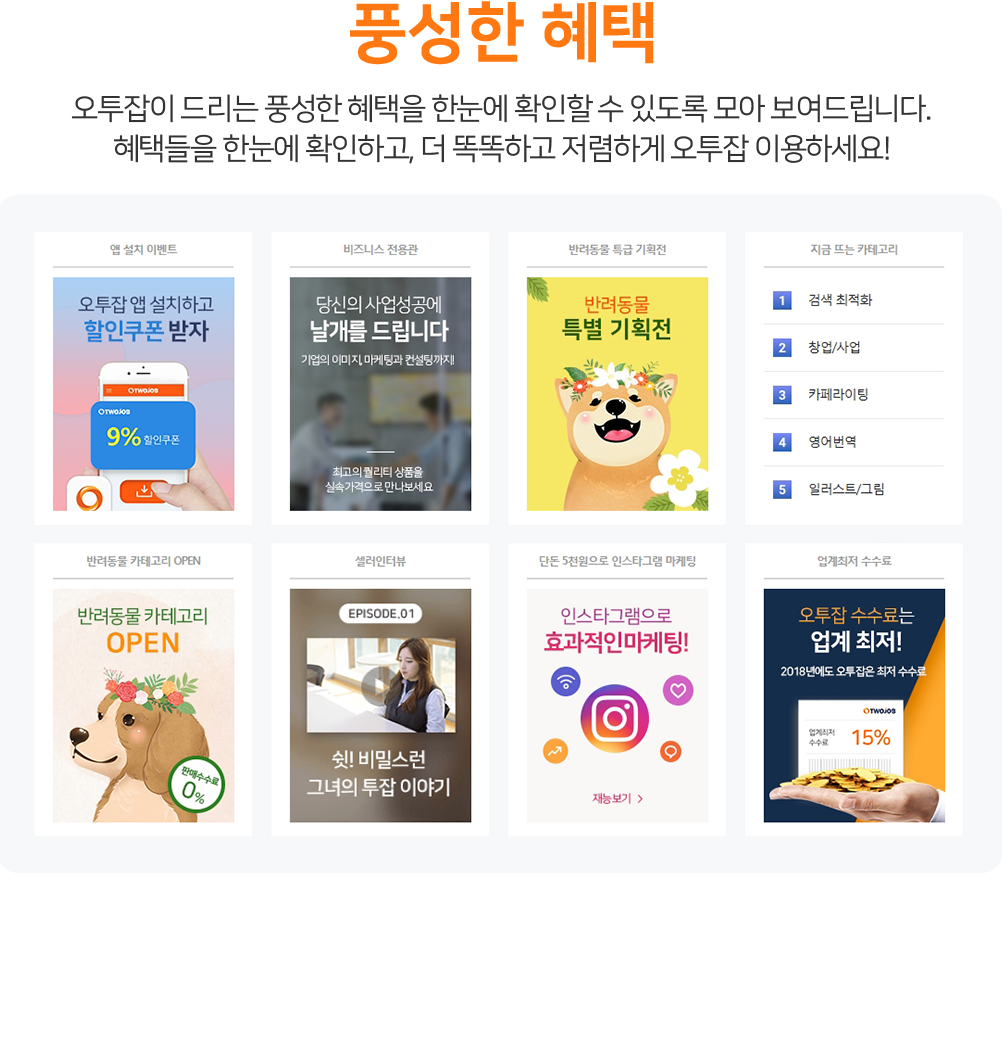 풍성한 혜택
오투잡이 드리는 풍성한 혜택을 한눈에 확인할 수 있도록 모아 보여드립니다.
혜택들을 한눈에 확인하고, 더 똑똑하고 저렴하게 오투잡 이용하세요!
앱 설치 이벤트
오투잡 앱 설치하고
할인쿠폰 받자
OTWOJOB
OTWOJOB
9% 할인쿠폰
비즈니스 전용관
당신의 사업성공에
날개를 드립니다
기업의 이미지, 마케팅과 컨설팅까지!
최고의 퀄리티 상품을
실속가격으로 만나보세요
반려동물 특급 기획전
반려동물
특별 기획전
지금 뜨는 카테고리
1 검색 최적화
2 창업/사업
3 카페라이팅
4 영어번역
5 일러스트/그림
반려동물 카테고리 OPEN
반려동물 카테고리
OPEN
판매수수료
0%
셀러인터뷰
EPISODE.01
쉿! 비밀스런
그녀의 투잡 이야기
단돈 5천원으로 인스타그램 마케팅
인스타그램으로
효과적인마케팅!
재능보기 >
업계최저 수수료
오투잡 수수료는
업계 최저!
2018년에도 오투잡은 최저 수수료
OTWOJOB
업계최저
수수료
15%